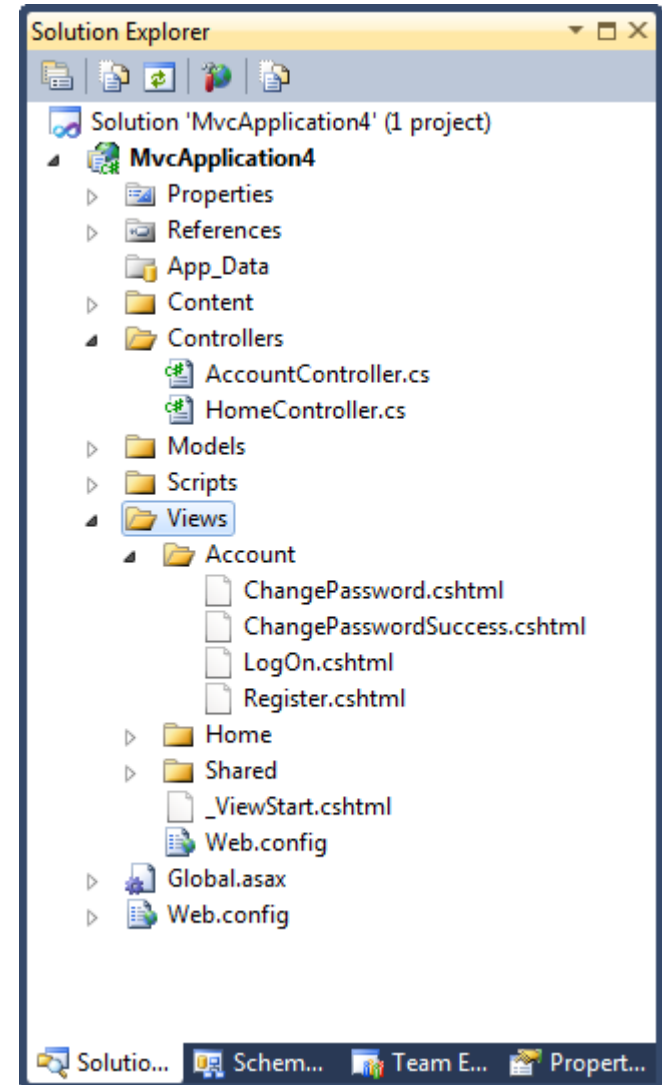 Solution Explorer
Solution 'MvcApplication4' (1 project)
MvcApplication4
Properties
References
App_Data
Content
Controllers
AccountController.cs
HomeController.cs
Models
Scripts
Views
Account
ChangePassword.cshtml
ChangePasswordSuccess.cshtml
LogOn.cshtml
Register.cshtml
Home
Shared
_ViewStart.cshtml
Web.config
Global.asax
Web.config
Solutio... Schem... Team E... Propert...